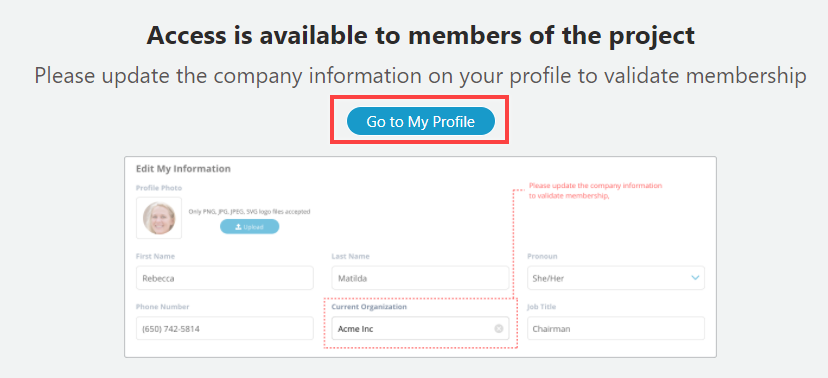 Access is available to members of the project
Please update the company information on your profile to validate membership
Go to My Profile
Edit My Information
Profile Photo
Please update the company information
to validate membership,
Only PNG, JPG, JPEG, SVG logo files accepted
Upload
First Name
Last Name
Pronoun
Rebecca
Matilda
She/Her
Phone Number
Current Organization
Job Title
(650) 742-5814
Acme Inc
Chairman